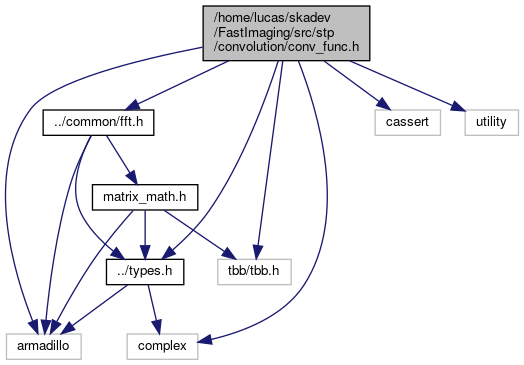 /home/lucas/skadev
/FastImaging/src/stp
/convolution/conv_func.h
../common/fft.h
cassert
utility
matrix_math.h
../types.h
tbb/tbb.h
armadillo
complex